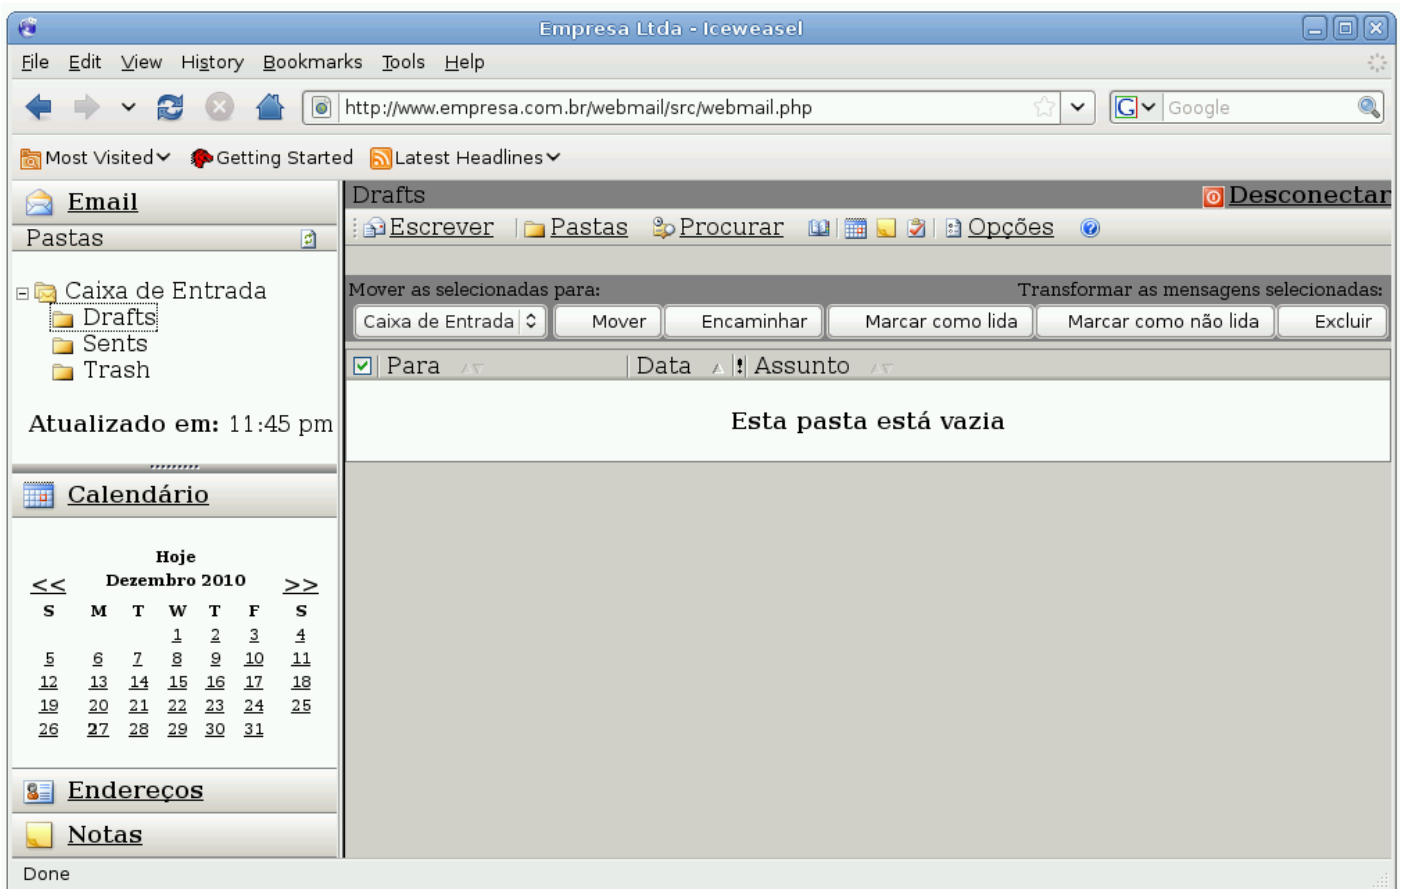 Empresa Ltda - Iceweasel
File Edit View History Bookmarks Tools Help
http://www.empresa.com.br/webmail/src/webmail.php
G Google
Most Visited Getting Started Latest Headlines
Email
Pastas
Caixa de Entrada
Drafts
Sents
Trash
Atualizado em: 11:45 pm
Calendário
Hoje
<< Dezembro 2010 >>
S M T W T F S
1 2 3 4
5 6 7 8 9 10 11
12 13 14 15 16 17 18
19 20 21 22 23 24 25
26 27 28 29 30 31
Endereços
Notas
Drafts Desconectar
Escrever Pastas Procurar Opções ?
Mover as selecionadas para: Transformar as mensagens selecionadas:
Caixa de Entrada Mover Encaminhar Marcar como lida Marcar como não lida Excluir
Para Data ! Assunto
Esta pasta está vazia
Done